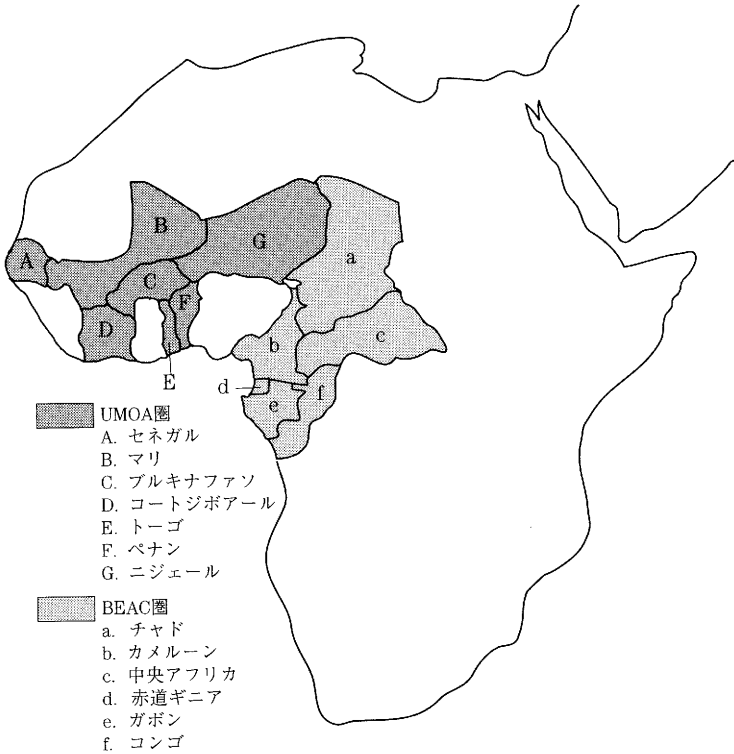 B
A
G
a
C
F
D
c
b
E
d
f
e
UMOA圏
A. セネガル
B. マリ
C. ブルキナファソ
D. コートジボアール
E. トーゴ
F. ベナン
G. ニジェール
BEAC圏
a. チャド
b. カメルーン
c. 中央アフリカ
d. 赤道ギニア
e. ガボン
f. コンゴ